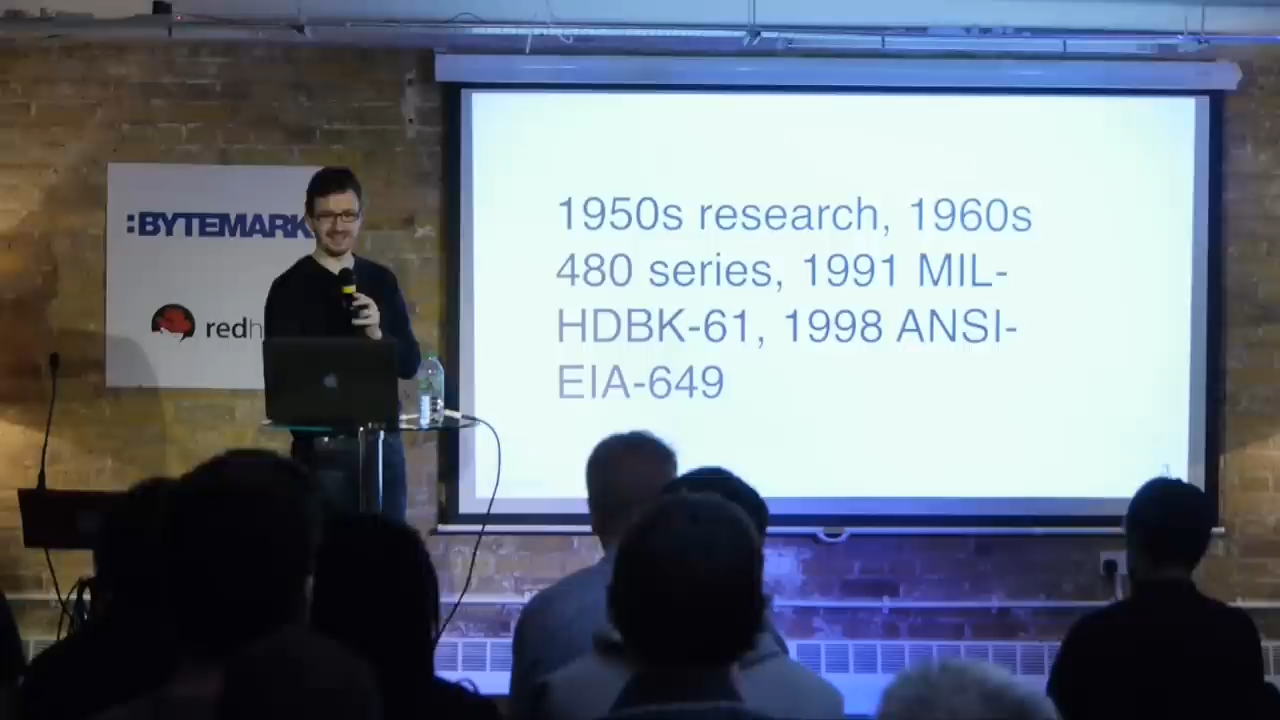 :BYTEMARK
redh
1950s research, 1960s
480 series, 1991 MIL-
HDBK-61, 1998 ANSI-
EIA-649